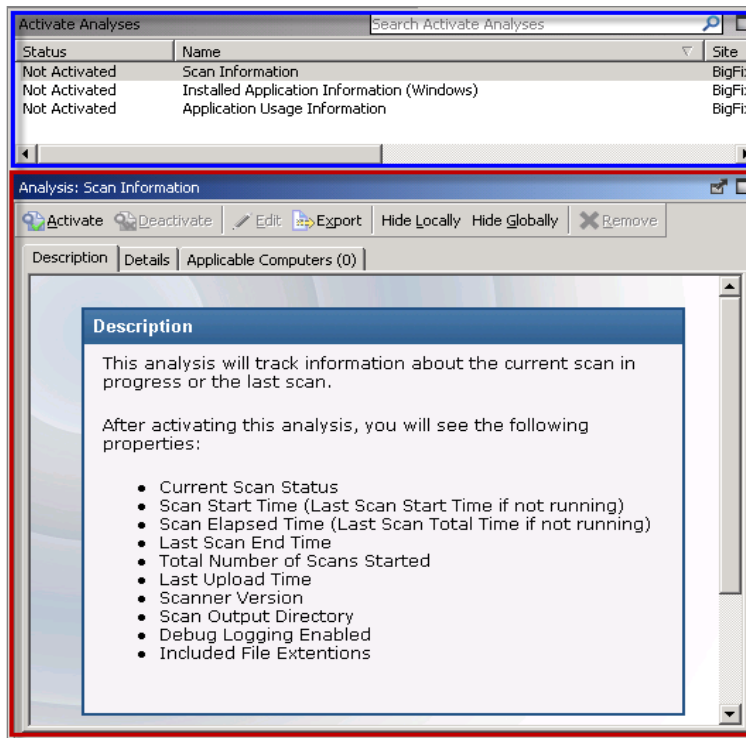 Activate Analyses Search Activate Analyses
Status Name Site
Not Activated Scan Information BigFi
Not Activated Installed Application Information (Windows) BigFi
Not Activated Application Usage Information BigFi
Analysis: Scan Information
Activate Deactivate Edit Export Hide Locally Hide Globally Remove
Description Details Applicable Computers (0)
Description
This analysis will track information about the current scan in
progress or the last scan.
After activating this analysis, you will see the following
properties:
• Current Scan Status
• Scan Start Time (Last Scan Start Time if not running)
• Scan Elapsed Time (Last Scan Total Time if not running)
• Last Scan End Time
• Total Number of Scans Started
• Last Upload Time
• Scanner Version
• Scan Output Directory
• Debug Logging Enabled
• Included File Extentions